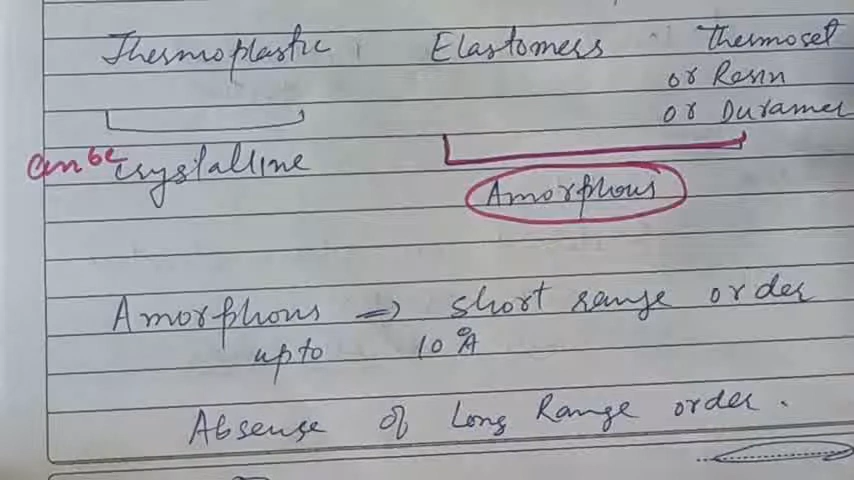 Thermoplastic Elastomers Thermoset
or Resin
or Duramer
can be crystalline
Amorphous
Amorphous => short range order
upto 10 Å
Absense of Long Range order.